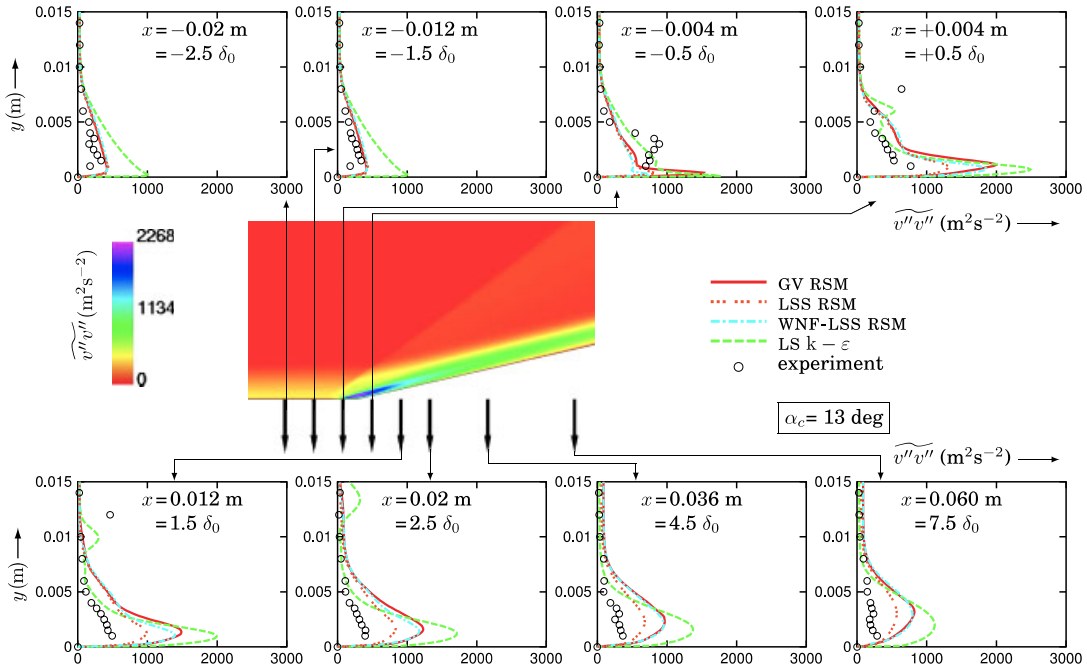 0.015
0.01
0.005
0
0 1000 2000 3000
y (m)
x = −0.02 m
= −2.5 δ₀
0.015
0.01
0.005
0
0 1000 2000 3000
x = −0.012 m
= −1.5 δ₀
0.015
0.01
0.005
0
0 1000 2000 3000
x = −0.004 m
= −0.5 δ₀
0.015
0.01
0.005
0
0 1000 2000 3000
x = +0.004 m
= +0.5 δ₀
v″v″ (m²s⁻²)
2268
1134
0
v″v″ (m²s⁻²)
GV RSM
LSS RSM
WNF-LSS RSM
LS k − ε
experiment
α_c = 13 deg
v″v″ (m²s⁻²)
0.015
0.01
0.005
0
0 1000 2000 3000
y (m)
x = 0.012 m
= 1.5 δ₀
0.015
0.01
0.005
0
0 1000 2000 3000
x = 0.02 m
= 2.5 δ₀
0.015
0.01
0.005
0
0 1000 2000 3000
x = 0.036 m
= 4.5 δ₀
0.015
0.01
0.005
0
0 1000 2000 3000
x = 0.060 m
= 7.5 δ₀